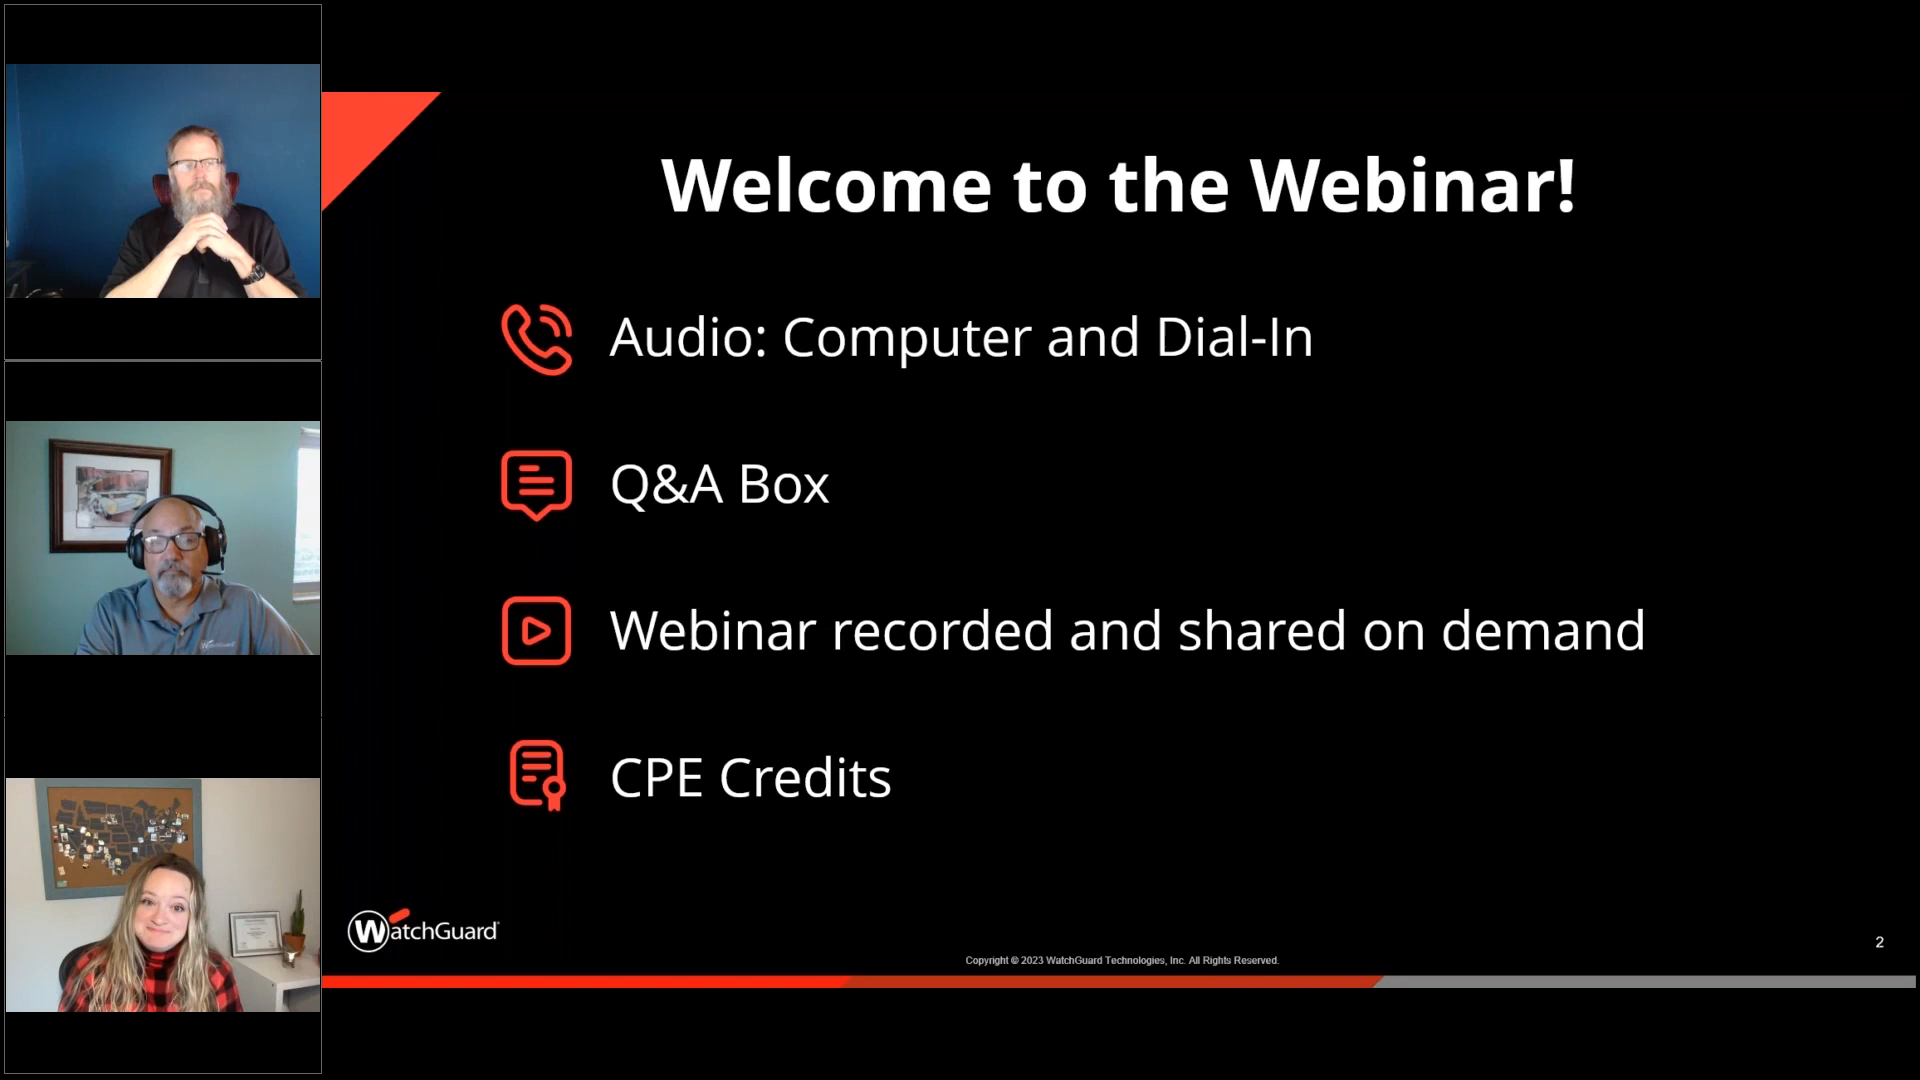 Welcome to the Webinar!
Audio: Computer and Dial-In
Q&A Box
Webinar recorded and shared on demand
CPE Credits
WatchGuard
2
Copyright © 2023 WatchGuard Technologies, Inc. All Rights Reserved.